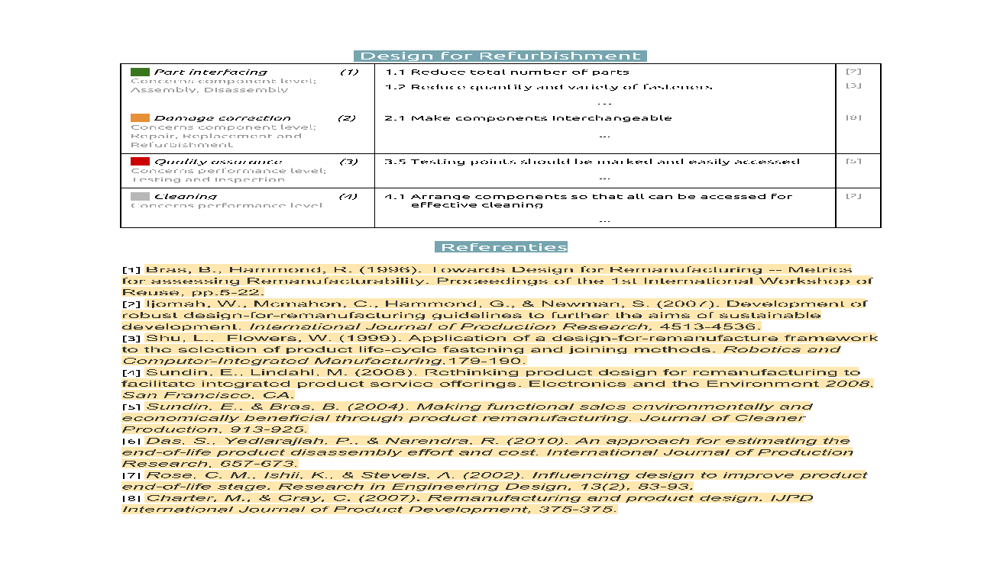 Design for Refurbishment
Part interfacing (1) 1.1 Reduce total number of parts [2]
Concerns component level;
Assembly, Disassembly
1.2 Reduce quantity and variety of fasteners [3]
...
Damage correction (2) 2.1 Make components interchangeable [8]
Concerns component level;
Repair, Replacement and
Refurbishment
...
Quality assurance (3) 3.5 Testing points should be marked and easily accessed [5]
Concerns performance level;
Testing and Inspection
...
Cleaning (4) 4.1 Arrange components so that all can be accessed for [2]
Concerns performance level effective cleaning
...
Referenties
[1] Bras, B., Hammond, R. (1996). Towards Design for Remanufacturing -- Metrics
for assessing Remanufacturability. Proceedings of the 1st International Workshop of
Reuse, pp.5-22.
[2] Ijomah, W., Mcmahon, C., Hammond, G., & Newman, S. (2007). Development of
robust design-for-remanufacturing guidelines to further the aims of sustainable
development. International Journal of Production Research, 4513-4536.
[3] Shu, L., Flowers, W. (1999). Application of a design-for-remanufacture framework
to the selection of product life-cycle fastening and joining methods. Robotics and
Computer-Integrated Manufacturing,179-190.
[4] Sundin, E., Lindahl, M. (2008). Rethinking product design for remanufacturing to
facilitate integrated product service offerings. Electronics and the Environment 2008,
San Francisco, CA.
[5] Sundin, E., & Bras, B. (2004). Making functional sales environmentally and
economically beneficial through product remanufacturing. Journal of Cleaner
Production, 913-925.
[6] Das, S., Yedlarajiah, P., & Narendra, R. (2010). An approach for estimating the
end-of-life product disassembly effort and cost. International Journal of Production
Research, 657-673.
[7] Rose, C. M., Ishii, K., & Stevels, A. (2002). Influencing design to improve product
end-of-life stage. Research in Engineering Design, 13(2), 83-93.
[8] Charter, M., & Gray, C. (2007). Remanufacturing and product design. IJPD
International Journal of Product Development, 375-375.